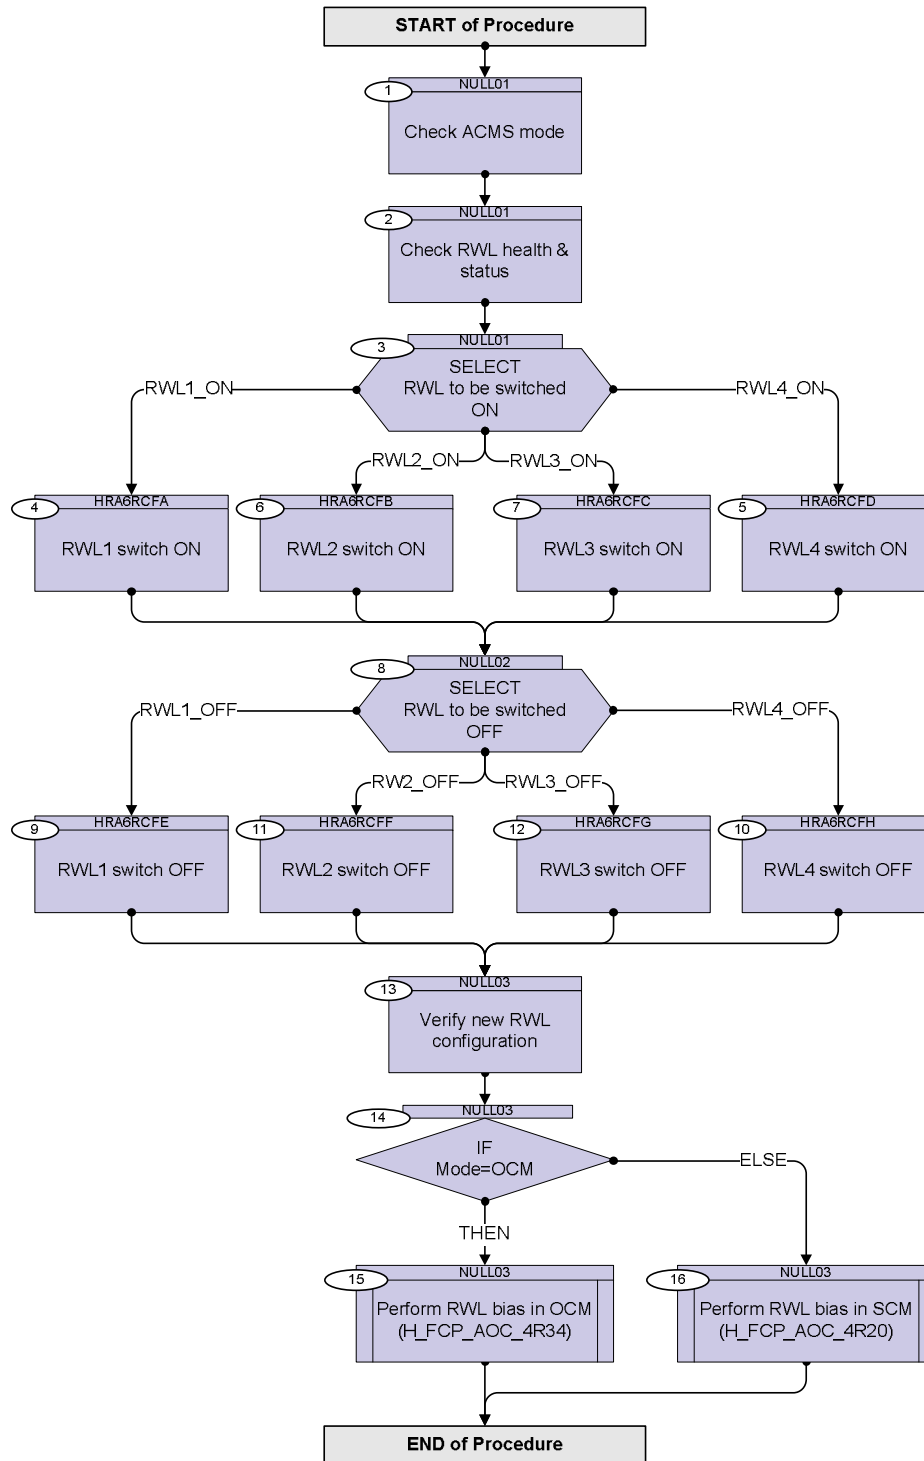 START of Procedure
NULL01
1
Check ACMS mode
NULL01
2
Check RWL health &
status
NULL01
3
SELECT
RWL to be switched
ON
RWL1_ON
RWL4_ON
RWL2_ON
RWL3_ON
HRA6RCFA
4
RWL1 switch ON
HRA6RCFB
6
RWL2 switch ON
HRA6RCFC
7
RWL3 switch ON
HRA6RCFD
5
RWL4 switch ON
NULL02
8
SELECT
RWL to be switched
OFF
RWL1_OFF
RWL4_OFF
RW2_OFF
RWL3_OFF
HRA6RCFE
9
RWL1 switch OFF
HRA6RCFF
11
RWL2 switch OFF
HRA6RCFG
12
RWL3 switch OFF
HRA6RCFH
10
RWL4 switch OFF
NULL03
13
Verify new RWL
configuration
NULL03
14
IF
Mode=OCM
ELSE
THEN
NULL03
15
Perform RWL bias in OCM
(H_FCP_AOC_4R34)
NULL03
16
Perform RWL bias in SCM
(H_FCP_AOC_4R20)
END of Procedure